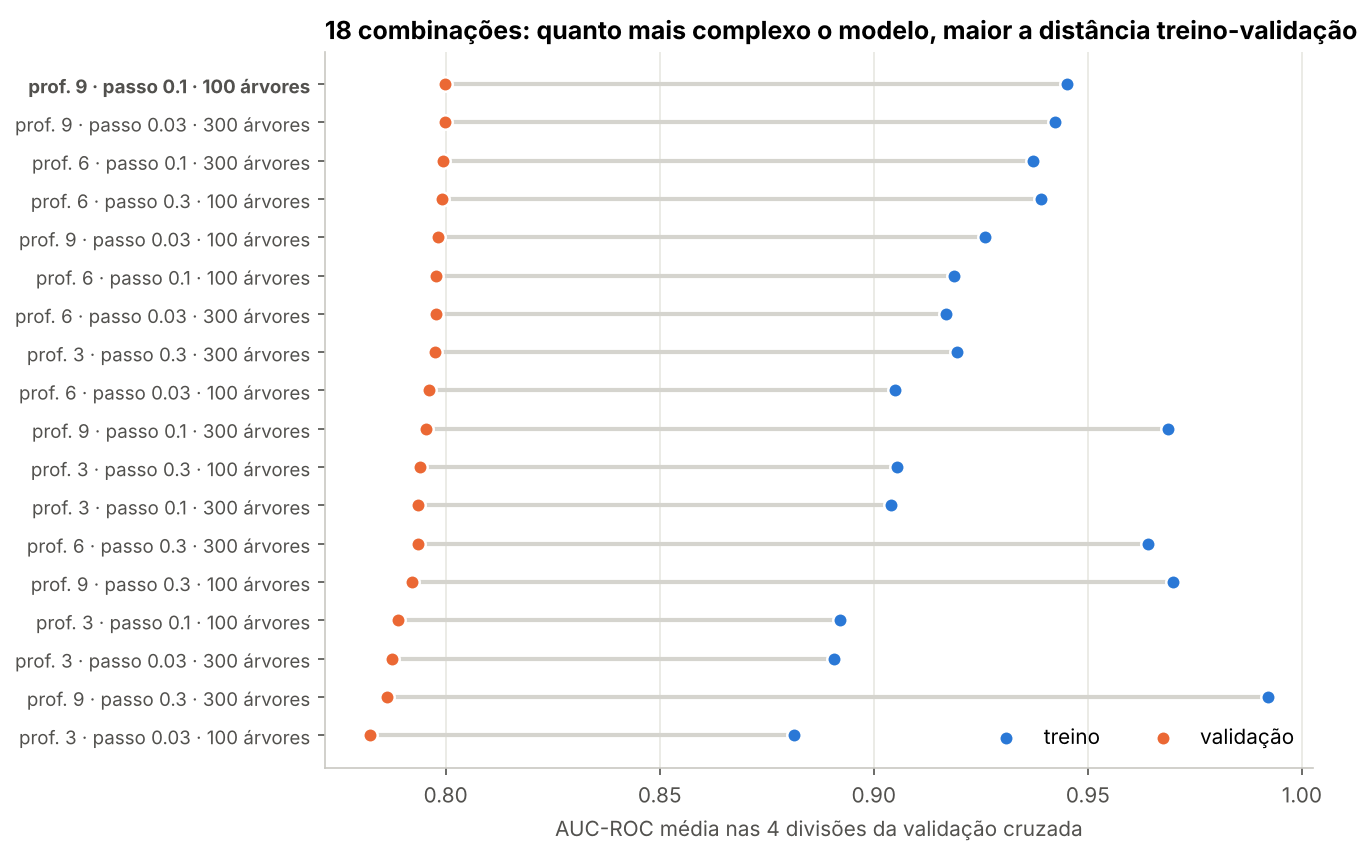 18 combinações: quanto mais complexo o modelo, maior a distância treino-validação
prof. 9 · passo 0.1 · 100 árvores
prof. 9 · passo 0.03 · 300 árvores
prof. 6 · passo 0.1 · 300 árvores
prof. 6 · passo 0.3 · 100 árvores
prof. 9 · passo 0.03 · 100 árvores
prof. 6 · passo 0.1 · 100 árvores
prof. 6 · passo 0.03 · 300 árvores
prof. 3 · passo 0.3 · 300 árvores
prof. 6 · passo 0.03 · 100 árvores
prof. 9 · passo 0.1 · 300 árvores
prof. 3 · passo 0.3 · 100 árvores
prof. 3 · passo 0.1 · 300 árvores
prof. 6 · passo 0.3 · 300 árvores
prof. 9 · passo 0.3 · 100 árvores
prof. 3 · passo 0.1 · 100 árvores
prof. 3 · passo 0.03 · 300 árvores
prof. 9 · passo 0.3 · 300 árvores
prof. 3 · passo 0.03 · 100 árvores
treino validação
0.80 0.85 0.90 0.95 1.00
AUC-ROC média nas 4 divisões da validação cruzada